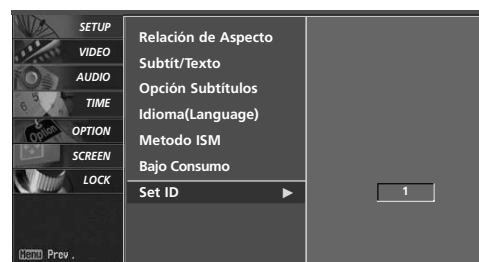 SETUP
VIDEO
AUDIO
TIME
OPTION
SCREEN
LOCK
Menu Prev.
Relación de Aspecto
Subtít/Texto
Opción Subtítulos
Idioma(Language)
Metodo ISM
Bajo Consumo
Set ID ►
1